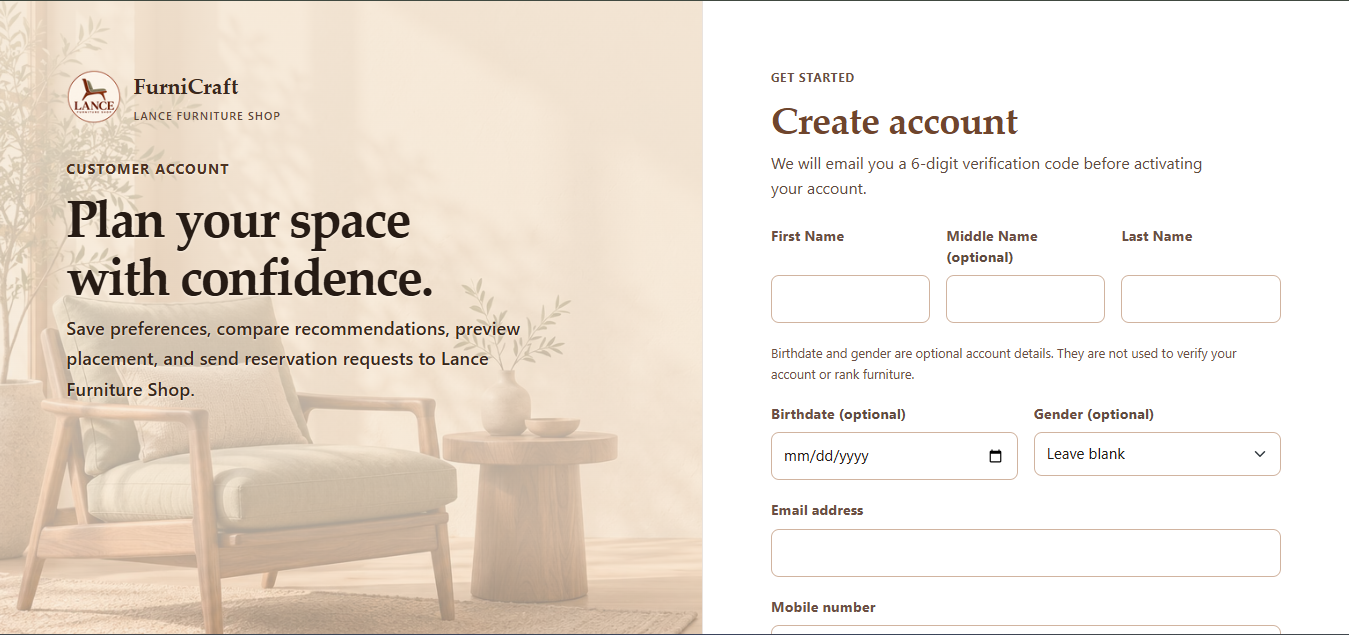 LANCE
FurniCraft
LANCE FURNITURE SHOP
CUSTOMER ACCOUNT
Plan your space
with confidence.
Save preferences, compare recommendations, preview
placement, and send reservation requests to Lance
Furniture Shop.
GET STARTED
Create account
We will email you a 6-digit verification code before activating
your account.
First Name
Middle Name
(optional)
Last Name
Birthdate and gender are optional account details. They are not used to verify your
account or rank furniture.
Birthdate (optional)
Gender (optional)
mm/dd/yyyy
Leave blank
Email address
Mobile number